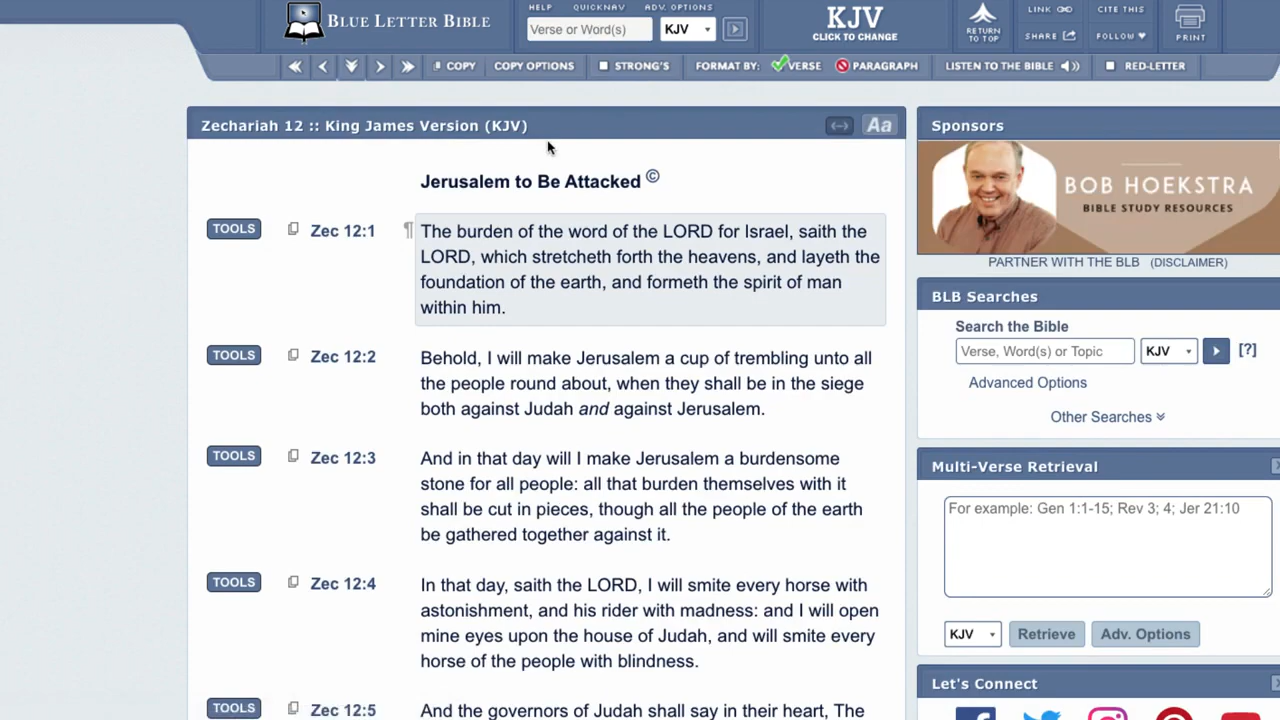 BLUE LETTER BIBLE
HELP QUICKNAV ADV. OPTIONS
Verse or Word(s) KJV
KJV
CLICK TO CHANGE
RETURN
TO TOP
LINK CITE THIS
SHARE FOLLOW
PRINT
COPY COPY OPTIONS STRONG'S FORMAT BY: VERSE PARAGRAPH LISTEN TO THE BIBLE RED-LETTER
Zechariah 12 :: King James Version (KJV)
Aa
Jerusalem to Be Attacked ©
TOOLS Zec 12:1 ¶ The burden of the word of the LORD for Israel, saith the
LORD, which stretcheth forth the heavens, and layeth the
foundation of the earth, and formeth the spirit of man
within him.
TOOLS Zec 12:2 Behold, I will make Jerusalem a cup of trembling unto all
the people round about, when they shall be in the siege
both against Judah and against Jerusalem.
TOOLS Zec 12:3 And in that day will I make Jerusalem a burdensome
stone for all people: all that burden themselves with it
shall be cut in pieces, though all the people of the earth
be gathered together against it.
TOOLS Zec 12:4 In that day, saith the LORD, I will smite every horse with
astonishment, and his rider with madness: and I will open
mine eyes upon the house of Judah, and will smite every
horse of the people with blindness.
TOOLS Zec 12:5 And the governors of Judah shall say in their heart, The
Sponsors
BOB HOEKSTRA
BIBLE STUDY RESOURCES
PARTNER WITH THE BLB (DISCLAIMER)
BLB Searches
Search the Bible
Verse, Word(s) or Topic KJV [?]
Advanced Options
Other Searches
Multi-Verse Retrieval
For example: Gen 1:1-15; Rev 3; 4; Jer 21:10
KJV Retrieve Adv. Options
Let's Connect